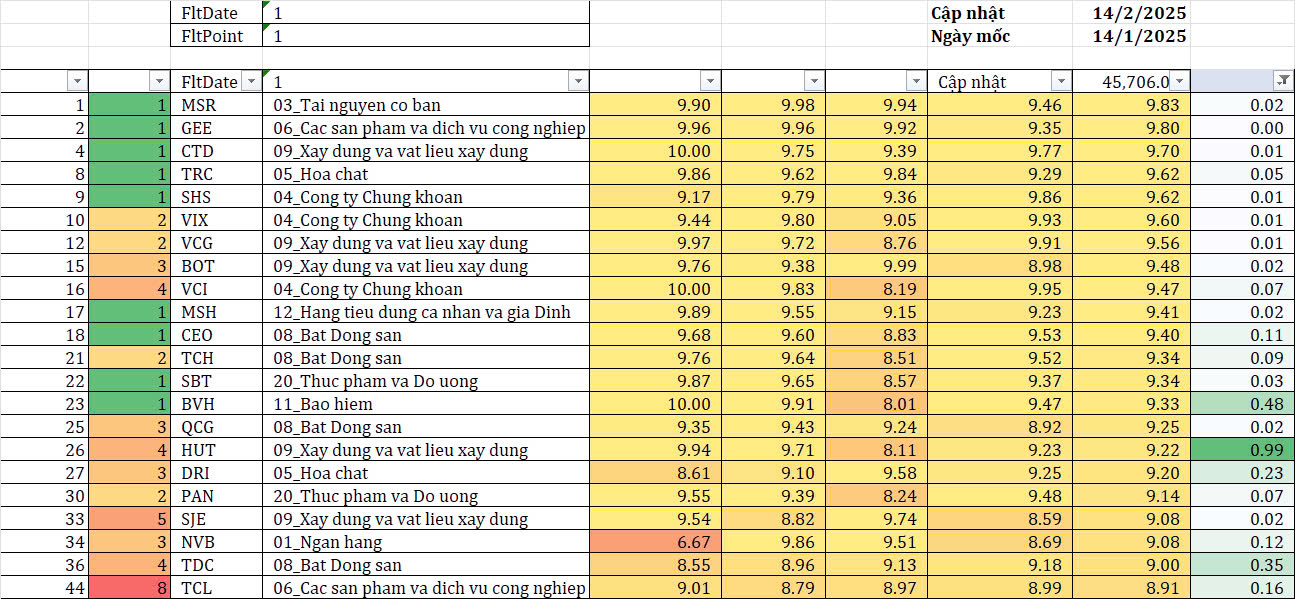 FltDate 1 Cập nhật 14/2/2025
FltPoint 1 Ngày mốc 14/1/2025
FltDate 1 Cập nhật 45,706.0
1 1 MSR 03_Tai nguyen co ban 9.90 9.98 9.94 9.46 9.83 0.02
2 1 GEE 06_Cac san pham va dich vu cong nghiep 9.96 9.96 9.92 9.35 9.80 0.00
4 1 CTD 09_Xay dung va vat lieu xay dung 10.00 9.75 9.39 9.77 9.70 0.01
8 1 TRC 05_Hoa chat 9.86 9.62 9.84 9.29 9.62 0.05
9 1 SHS 04_Cong ty Chung khoan 9.17 9.79 9.36 9.86 9.62 0.01
10 2 VIX 04_Cong ty Chung khoan 9.44 9.80 9.05 9.93 9.60 0.01
12 2 VCG 09_Xay dung va vat lieu xay dung 9.97 9.72 8.76 9.91 9.56 0.01
15 3 BOT 09_Xay dung va vat lieu xay dung 9.76 9.38 9.99 8.98 9.48 0.02
16 4 VCI 04_Cong ty Chung khoan 10.00 9.83 8.19 9.95 9.47 0.07
17 1 MSH 12_Hang tieu dung ca nhan va gia Dinh 9.89 9.55 9.15 9.23 9.41 0.02
18 1 CEO 08_Bat Dong san 9.68 9.60 8.83 9.53 9.40 0.11
21 2 TCH 08_Bat Dong san 9.76 9.64 8.51 9.52 9.34 0.09
22 1 SBT 20_Thuc pham va Do uong 9.87 9.65 8.57 9.37 9.34 0.03
23 1 BVH 11_Bao hiem 10.00 9.91 8.01 9.47 9.33 0.48
25 3 QCG 08_Bat Dong san 9.35 9.43 9.24 8.92 9.25 0.02
26 4 HUT 09_Xay dung va vat lieu xay dung 9.94 9.71 8.11 9.23 9.22 0.99
27 3 DRI 05_Hoa chat 8.61 9.10 9.58 9.25 9.20 0.23
30 2 PAN 20_Thuc pham va Do uong 9.55 9.39 8.24 9.48 9.14 0.07
33 5 SJE 09_Xay dung va vat lieu xay dung 9.54 8.82 9.74 8.59 9.08 0.02
34 3 NVB 01_Ngan hang 6.67 9.86 9.51 8.69 9.08 0.12
36 4 TDC 08_Bat Dong san 8.55 8.96 9.13 9.18 9.00 0.35
44 8 TCL 06_Cac san pham va dich vu cong nghiep 9.01 8.79 8.97 8.99 8.91 0.16